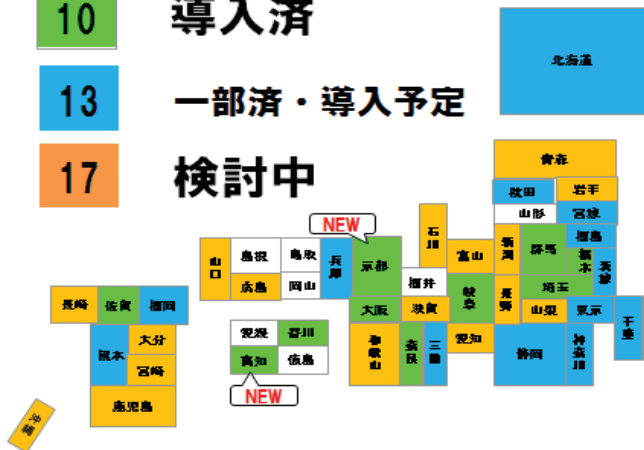 10 導入済
13 一部済・導入予定
17 検討中
北海道
青森
秋田 岩手
山形 宮城
NEW
石川
新潟
群馬
福島
栃木
茨城
山口
島根 鳥取
兵庫
京都
富山
広島 岡山
福井
岐阜
長野
埼玉
長崎 佐賀 福岡
大阪 滋賀
山梨 東京
千葉
愛媛 香川
熊本
大分
高知 徳島
和歌山
奈良
三重
愛知
静岡
神奈川
宮崎
NEW
鹿児島
沖縄